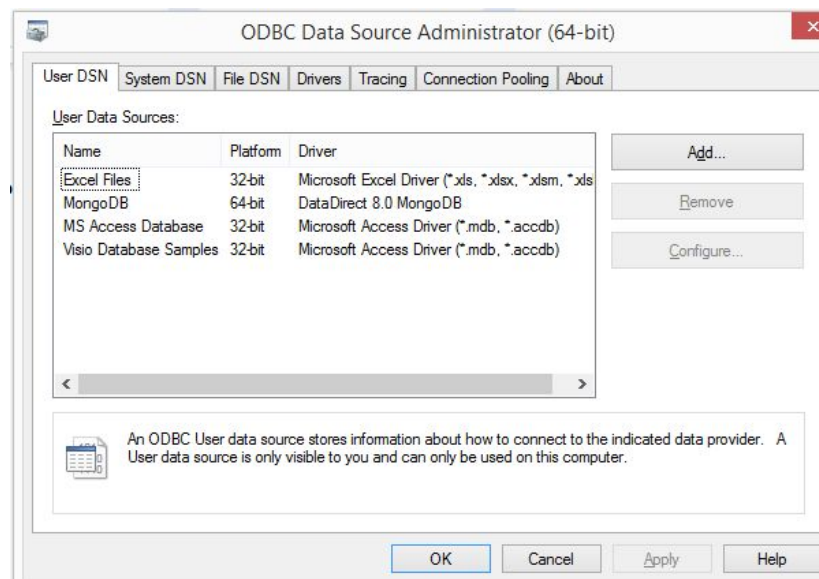 ODBC Data Source Administrator (64-bit)
User DSN System DSN File DSN Drivers Tracing Connection Pooling About
User Data Sources:
Name Platform Driver
Excel Files 32-bit Microsoft Excel Driver (*.xls, *.xlsx, *.xlsm, *.xls
MongoDB 64-bit DataDirect 8.0 MongoDB
MS Access Database 32-bit Microsoft Access Driver (*.mdb, *.accdb)
Visio Database Samples 32-bit Microsoft Access Driver (*.mdb, *.accdb)
Add...
Remove
Configure...
An ODBC User data source stores information about how to connect to the indicated data provider. A
User data source is only visible to you and can only be used on this computer.
OK Cancel Apply Help